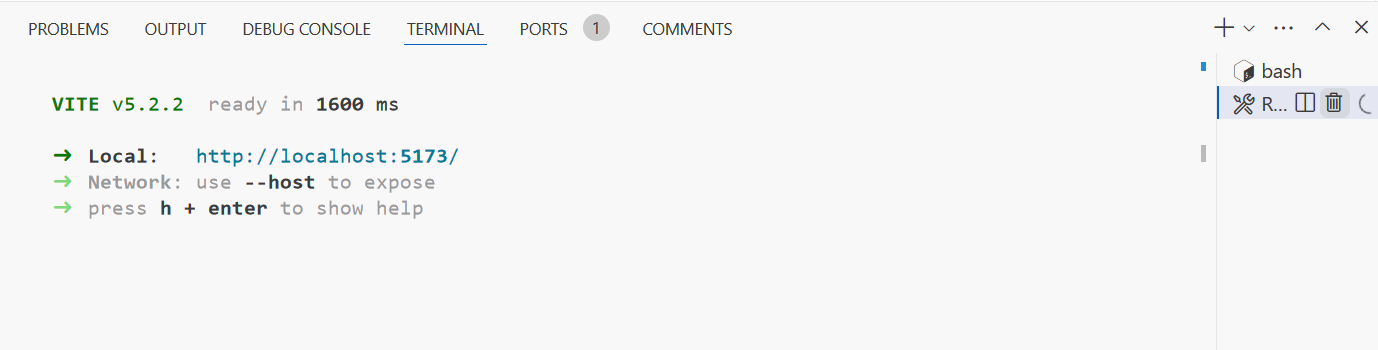 PROBLEMS OUTPUT DEBUG CONSOLE TERMINAL PORTS 1 COMMENTS
bash
R...
VITE v5.2.2 ready in 1600 ms
➜ Local: http://localhost:5173/
➜ Network: use --host to expose
➜ press h + enter to show help